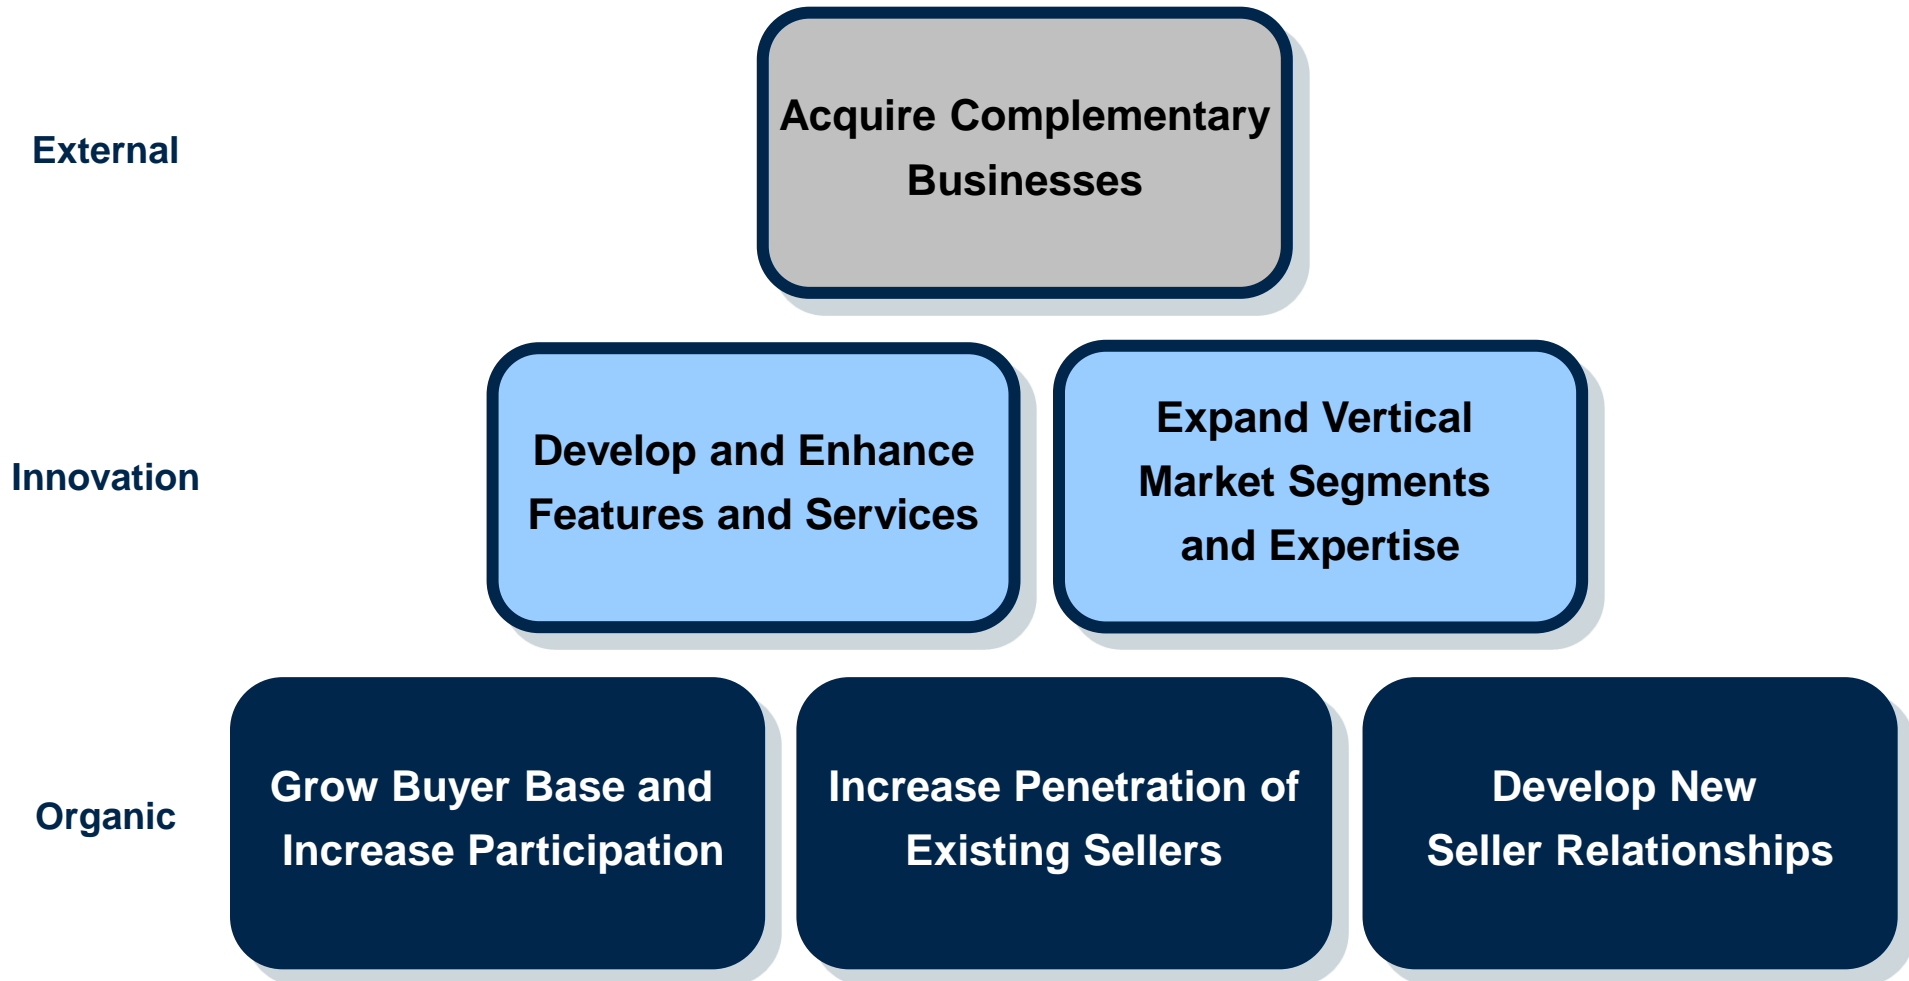 External
Acquire Complementary
Businesses
Innovation
Develop and Enhance
Features and Services
Expand Vertical
Market Segments
and Expertise
Organic
Grow Buyer Base and
Increase Participation
Increase Penetration of
Existing Sellers
Develop New
Seller Relationships